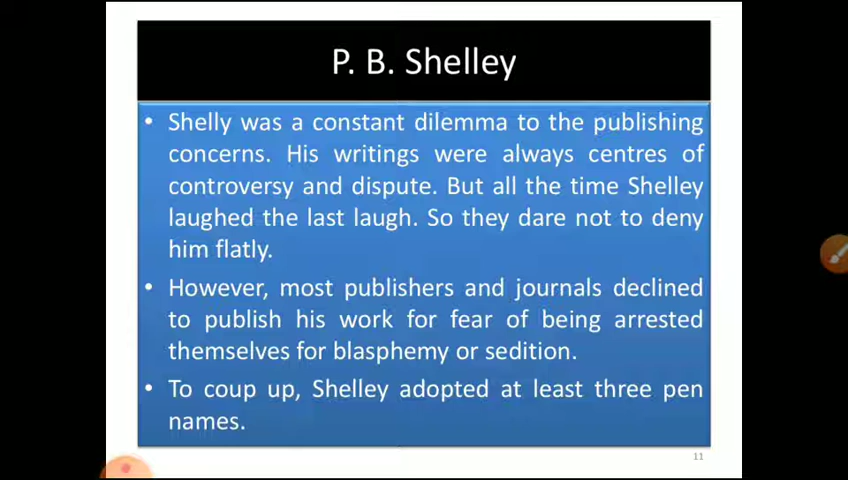 P. B. Shelley
• Shelly was a constant dilemma to the publishing
concerns. His writings were always centres of
controversy and dispute. But all the time Shelley
laughed the last laugh. So they dare not to deny
him flatly.
• However, most publishers and journals declined
to publish his work for fear of being arrested
themselves for blasphemy or sedition.
• To coup up, Shelley adopted at least three pen
names.
11